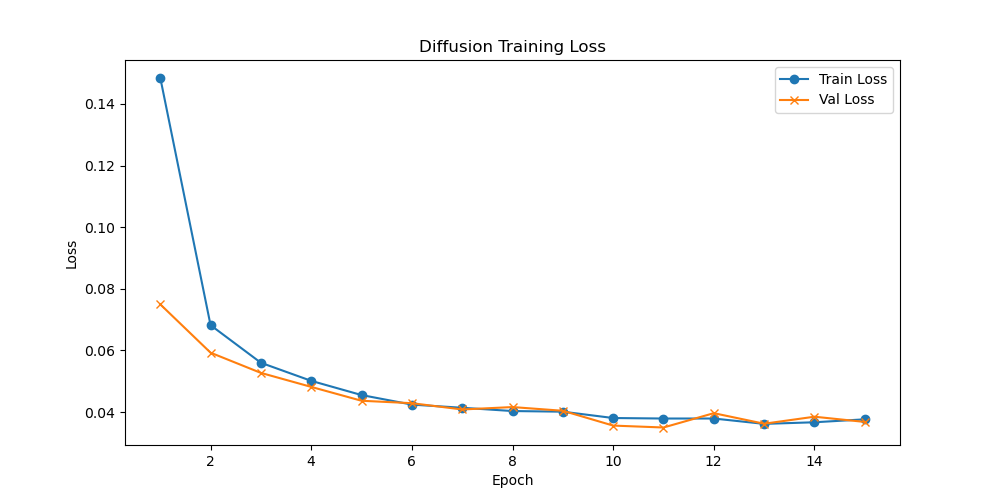 Diffusion Training Loss
Train Loss
Val Loss
0.14
0.12
0.10
0.08
0.06
0.04
Loss
2 4 6 8 10 12 14
Epoch